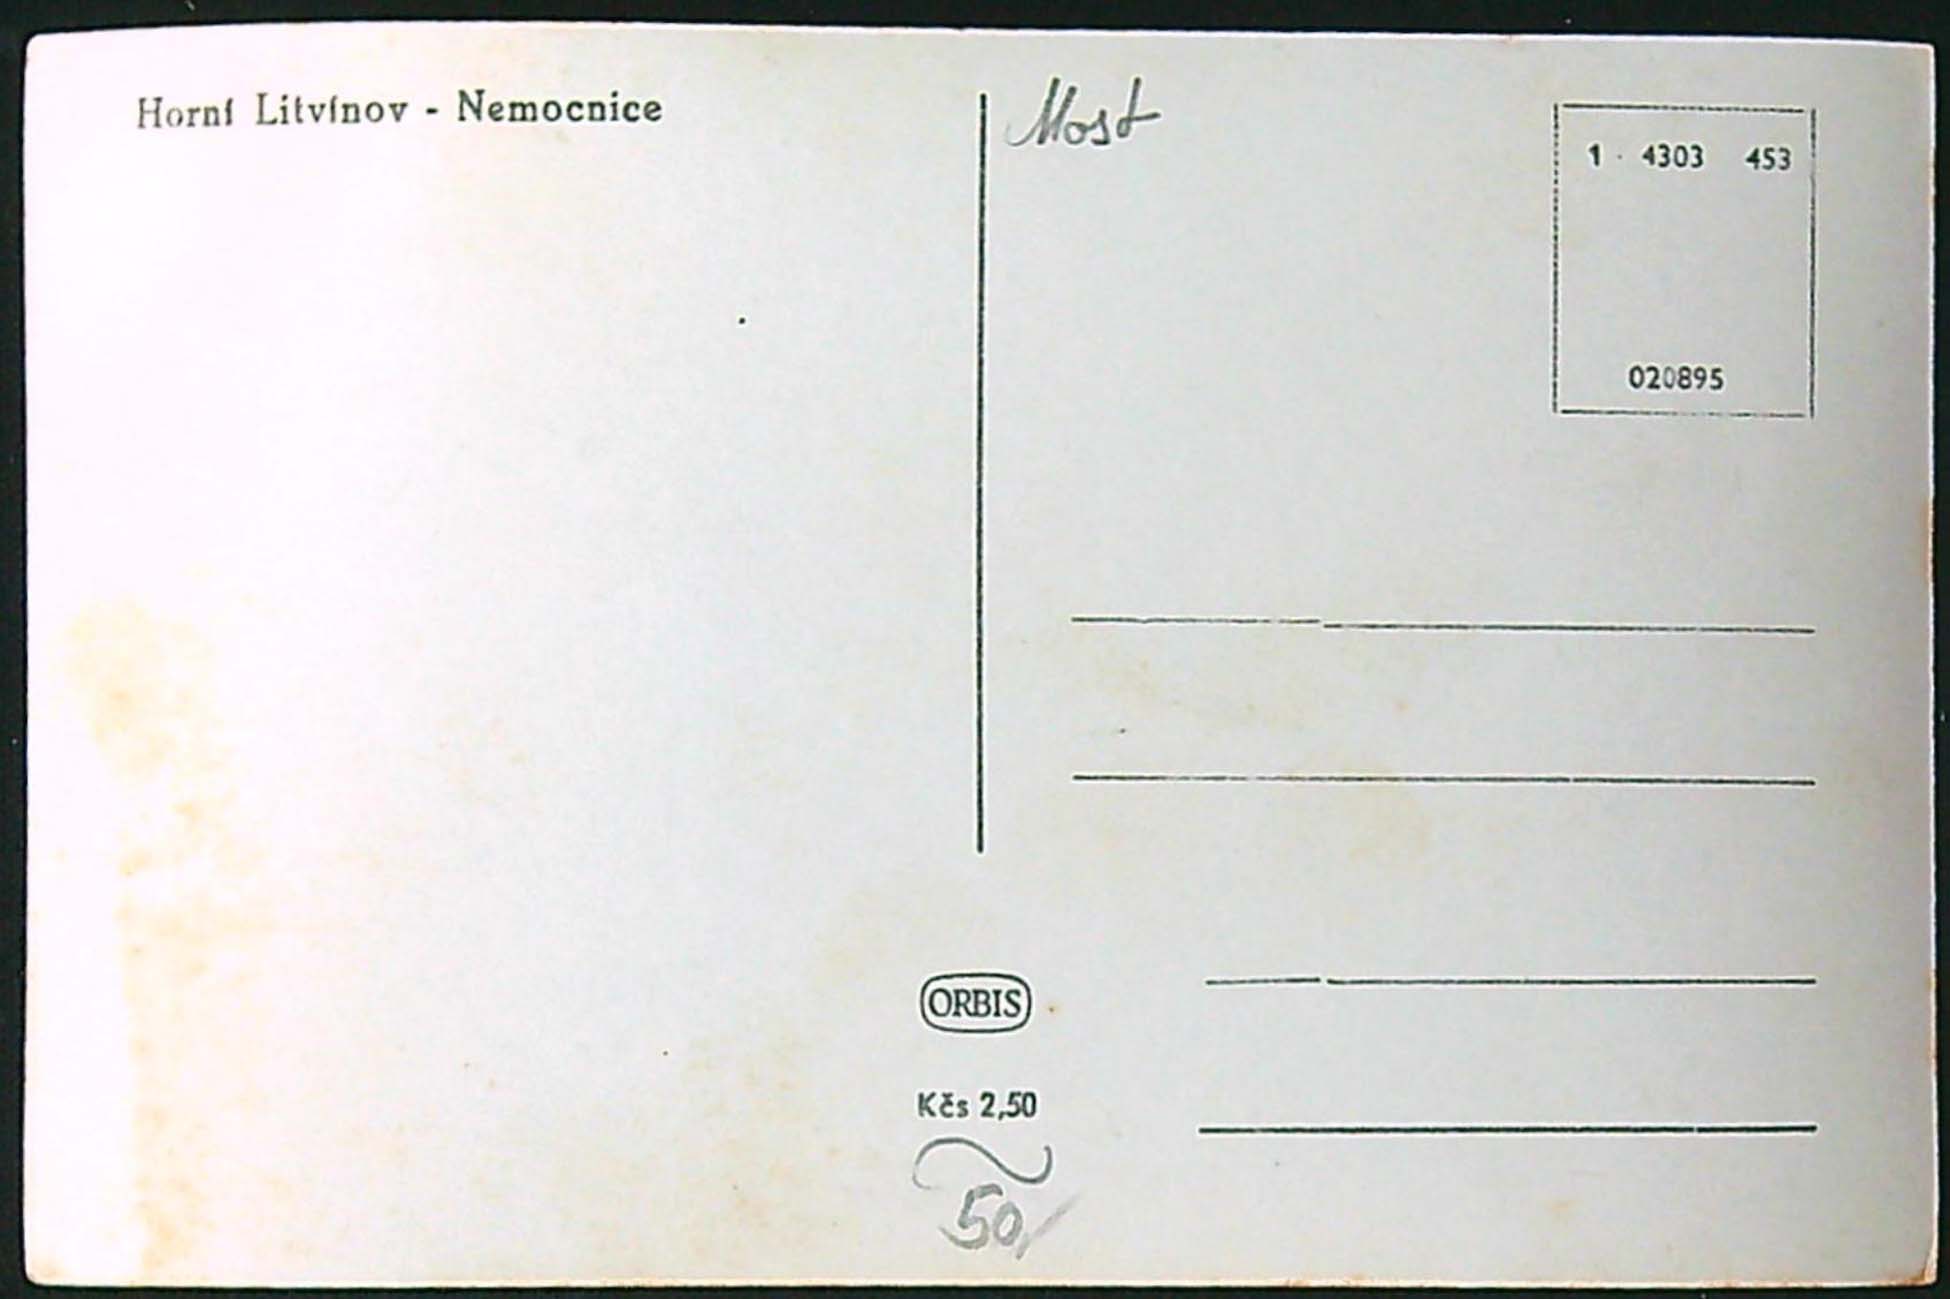 Horní Litvínov - Nemocnice
Most
1 · 4303 453
020895
ORBIS
Kčs 2,50
50,